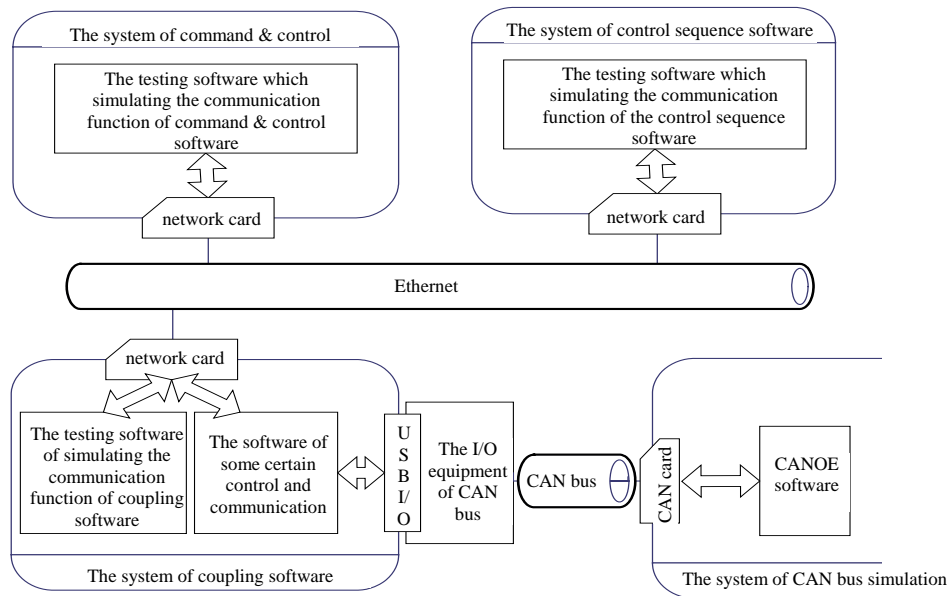 The system of command & control
The testing software which
simulating the communication
function of command & control
software
network card
The system of control sequence software
The testing software which
simulating the communication
function of the control sequence
software
network card
Ethernet
network card
The testing software
of simulating the
communication
function of coupling
software
The software of
some certain
control and
communication
U
S
B
I/
O
The I/O
equipment
of CAN
bus
CAN bus
CAN card
CANOE
software
The system of coupling software
The system of CAN bus simulation